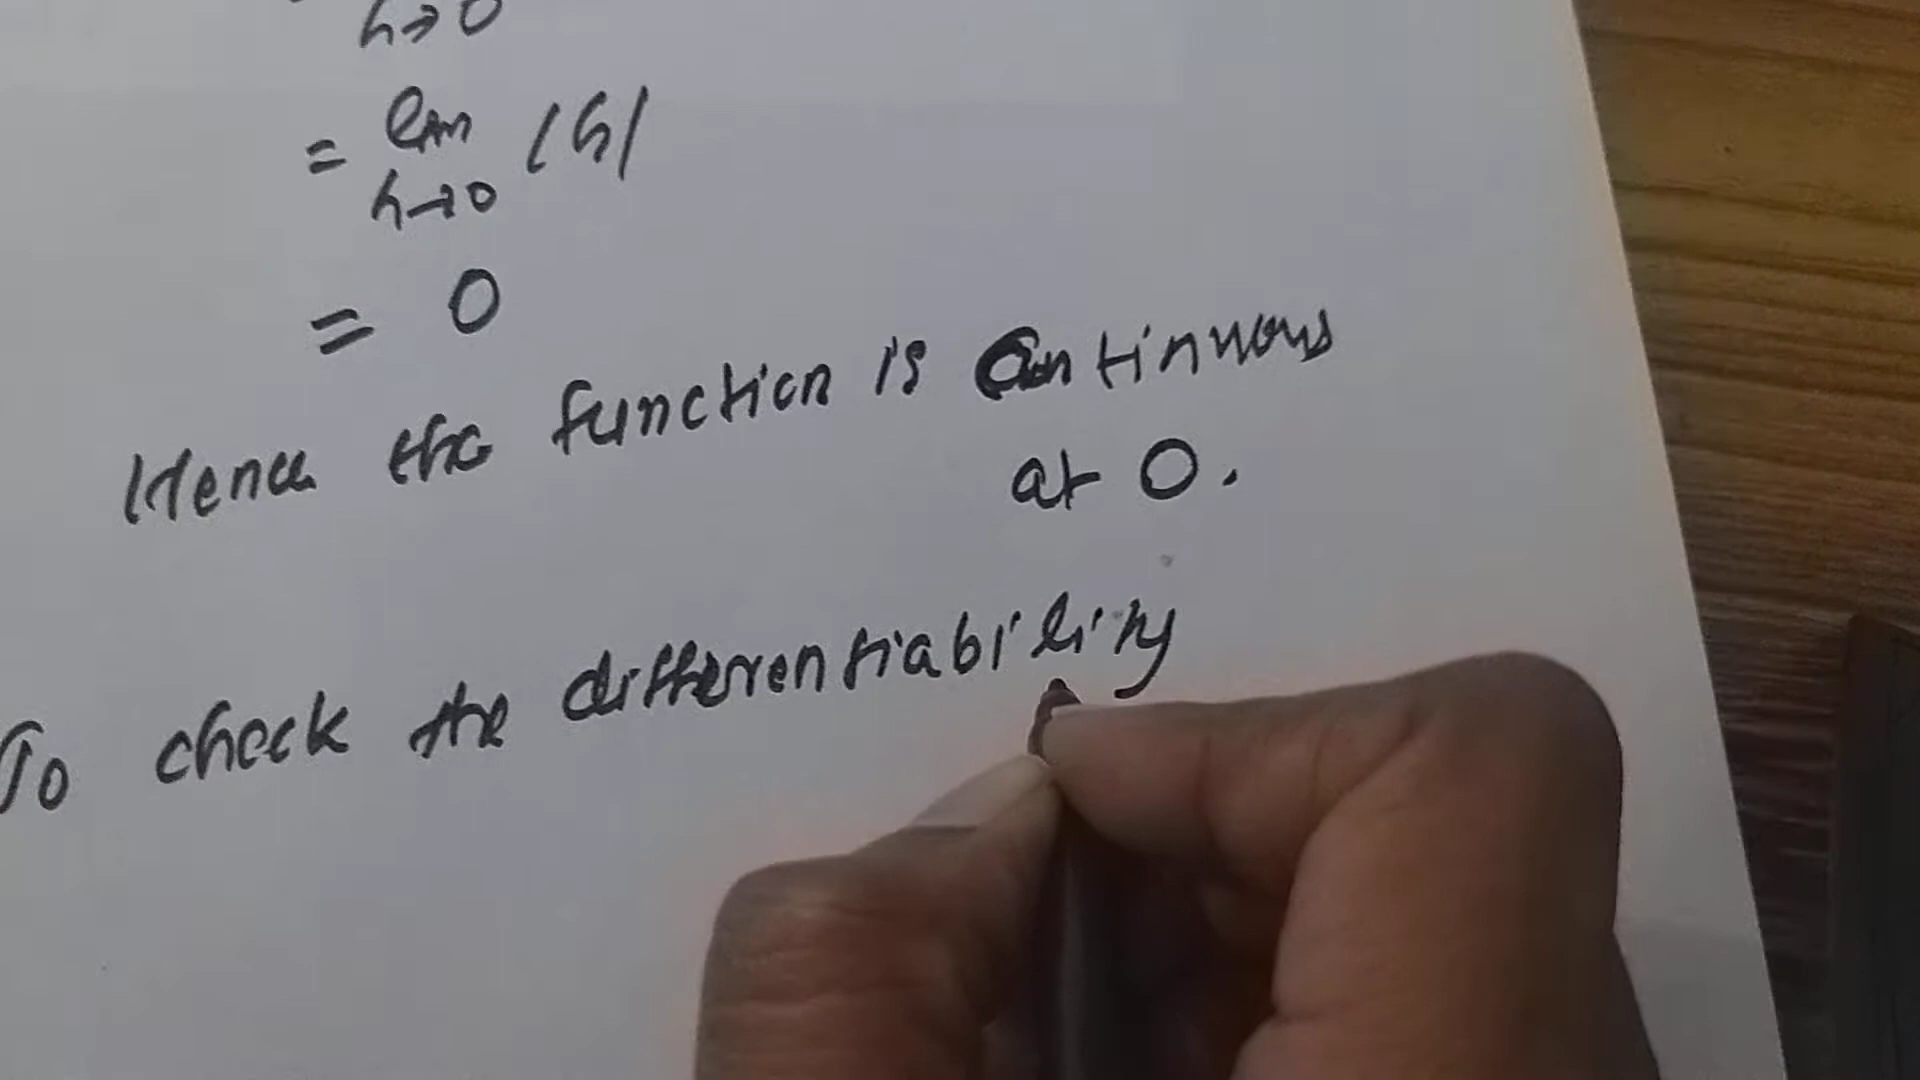 h→0
= lim |h|
h→0
= 0
Hence the function is continuous
at 0.
To check the differentiability